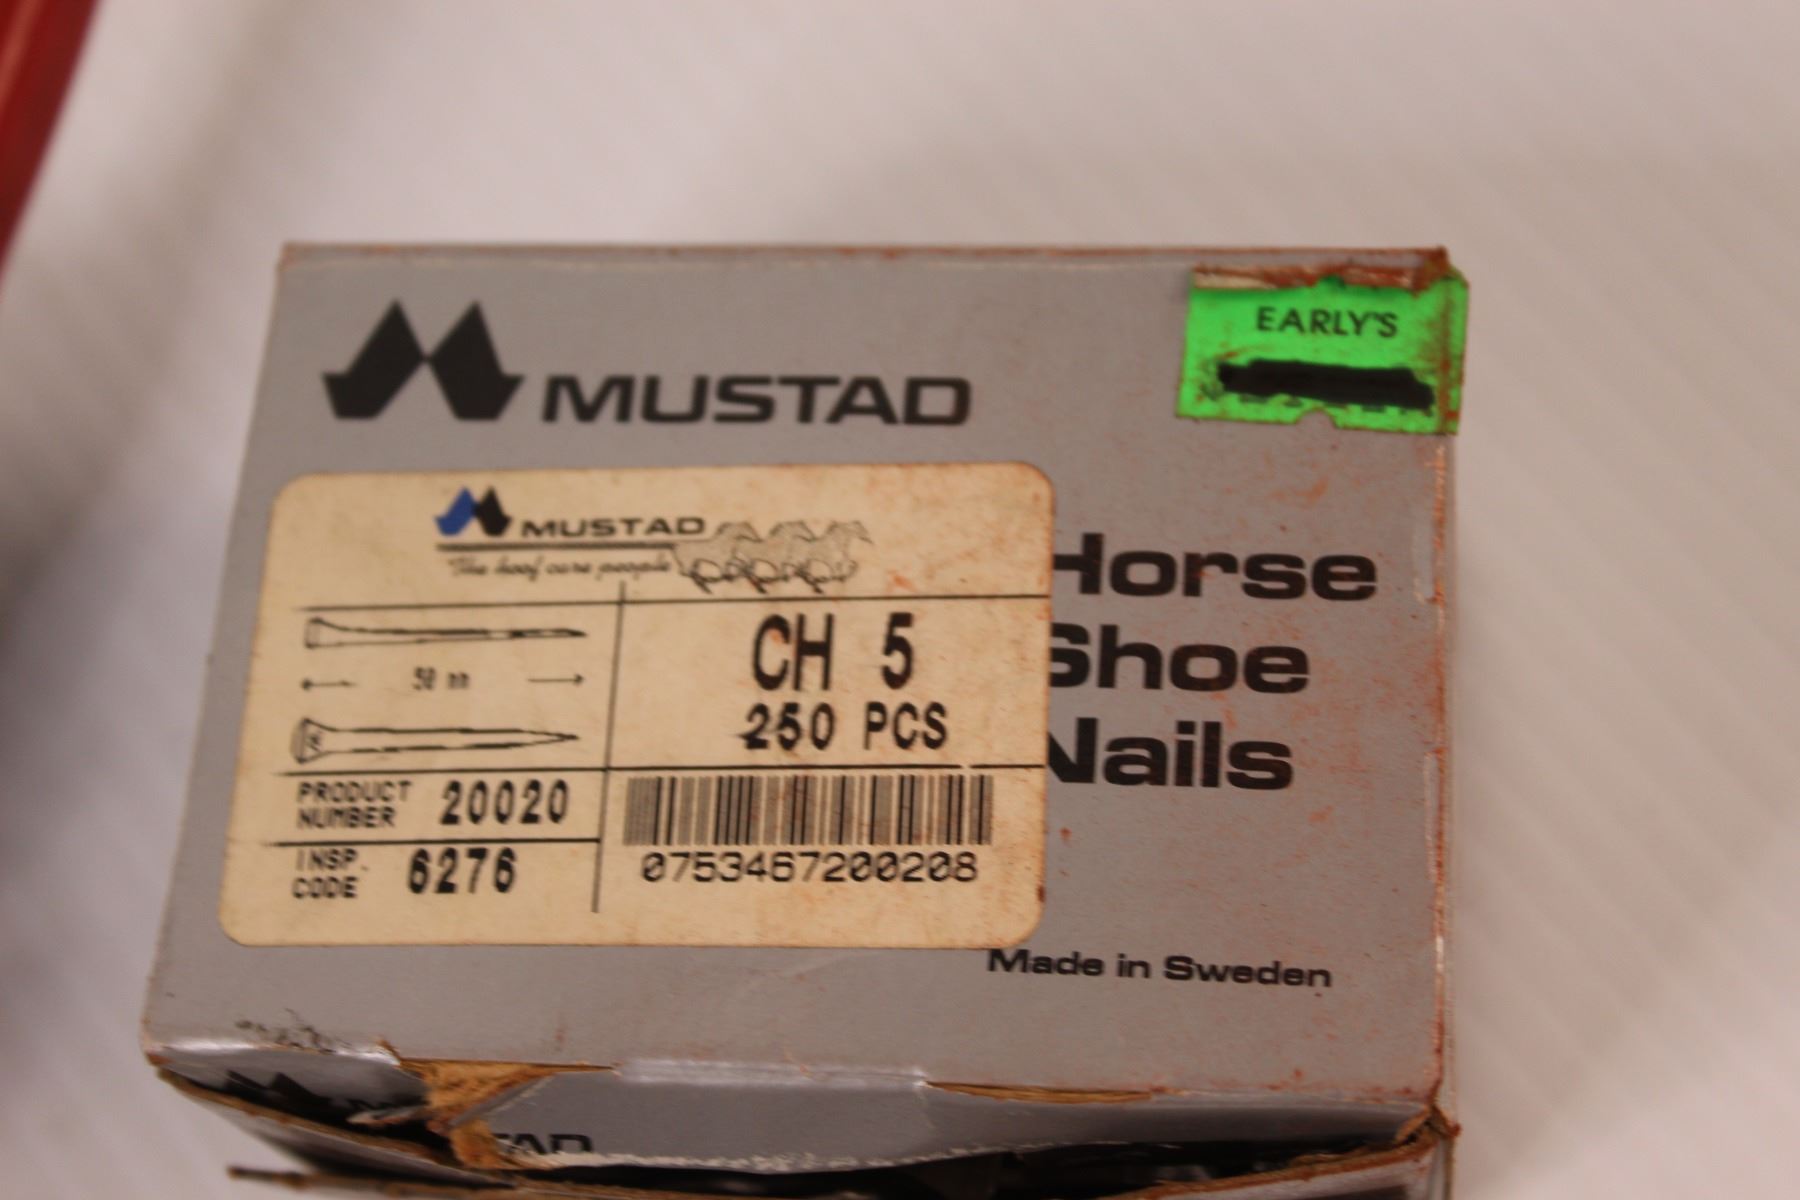 MUSTAD
EARLY'S
MUSTAD
The hoof care people
Horse
Shoe
Nails
50 mm
CH 5
250 PCS
PRODUCT
NUMBER 20020
INSP.
CODE 6276
0753467200208
Made in Sweden